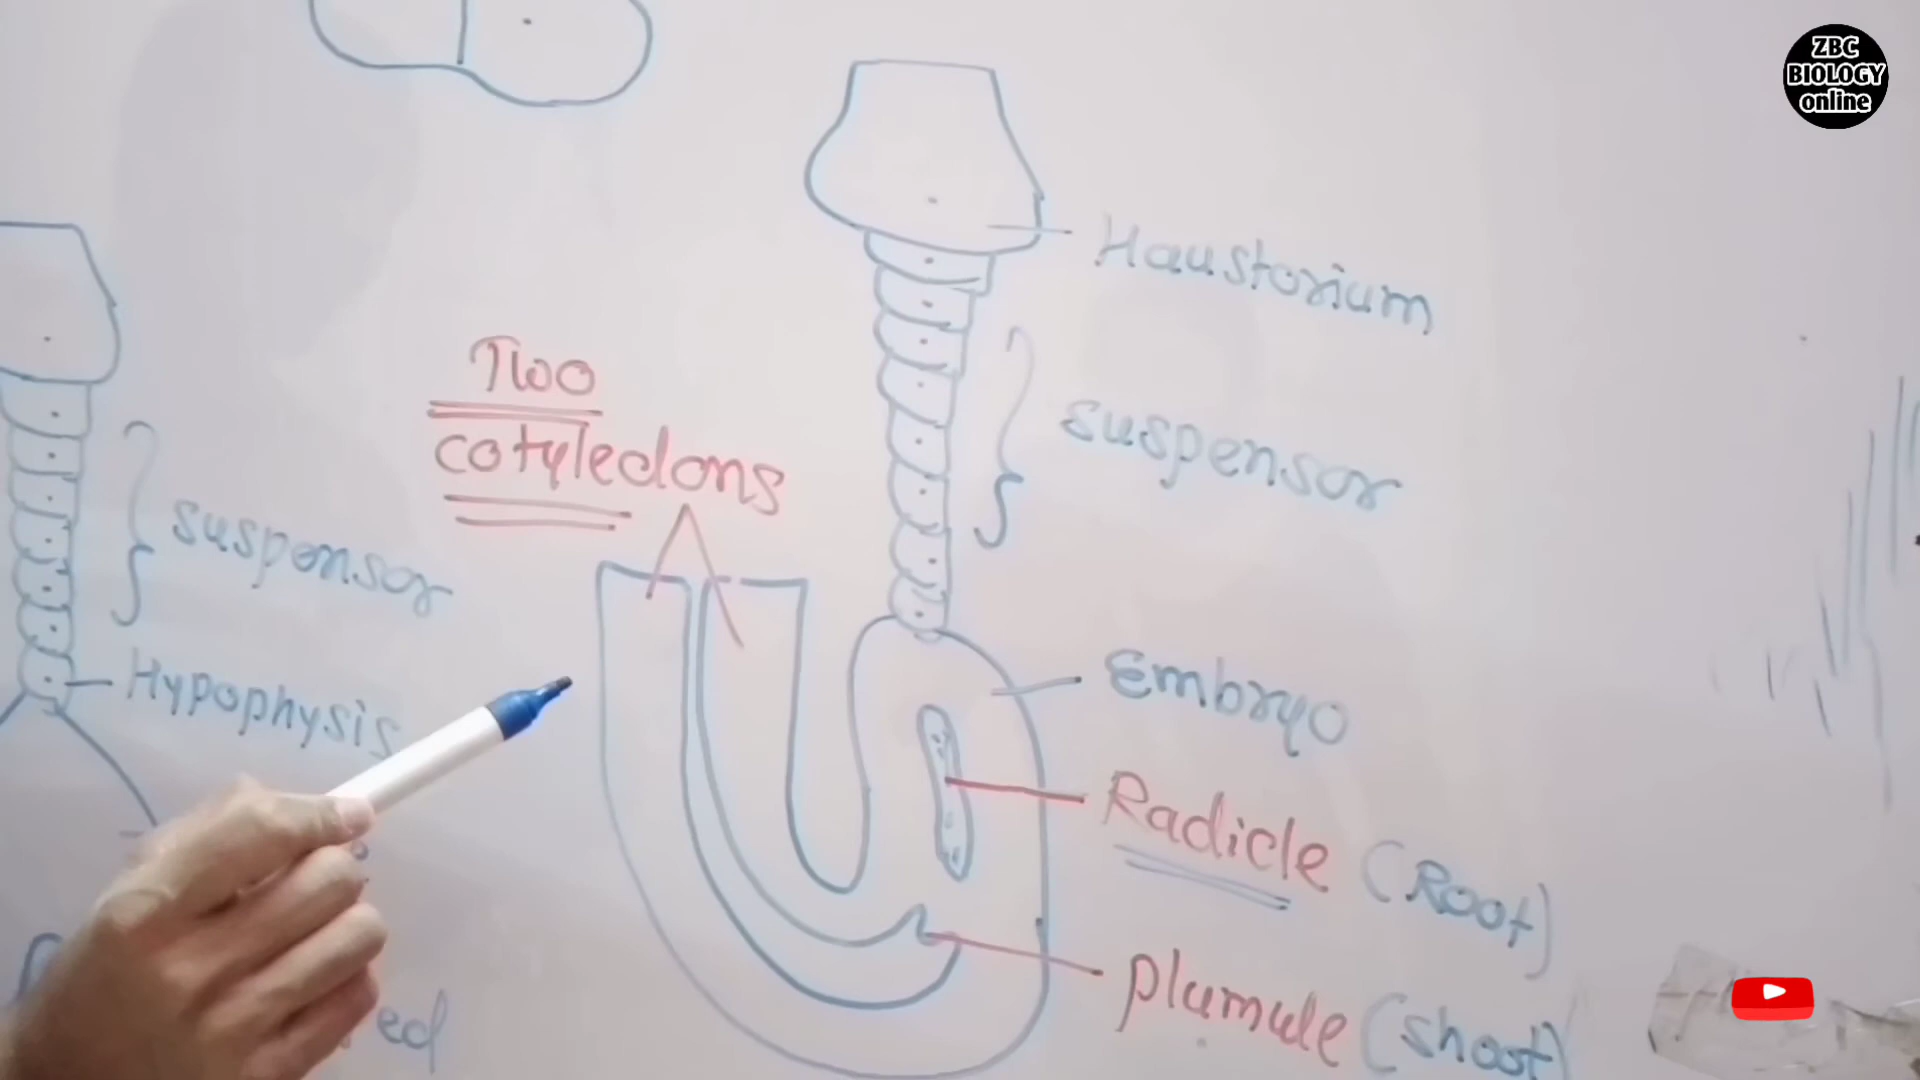 ZBC
BIOLOGY
online
Haustorium
Two
cotyledons
suspensor
suspensor
Hypophysis
Embryo
Radicle (Root)
Plumule (shoot)